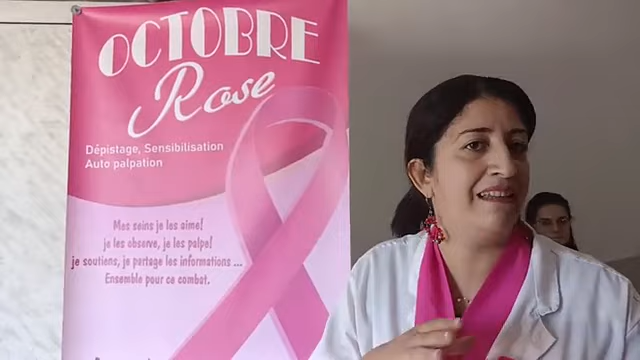 OCTOBRE
Rose
Dépistage, Sensibilisation
Auto palpation
Mes seins je les aime!
je les observe, je les palpe!
je soutiens, je partage les informations ...
Ensemble pour ce combat.